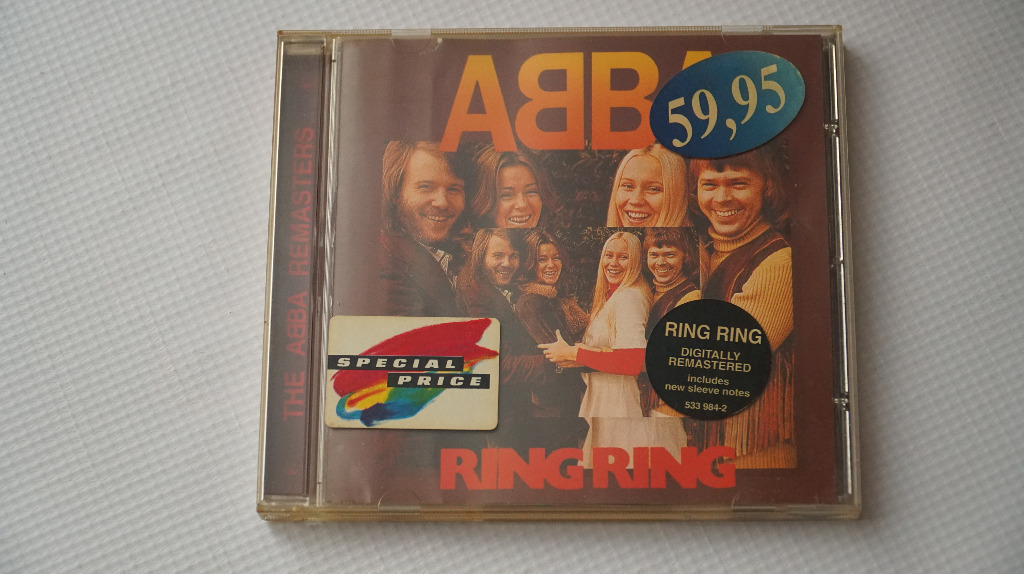 THE ABBA REMASTERS
ABBA
59,95
SPECIAL
PRICE
RING RING
DIGITALLY
REMASTERED
includes
new sleeve notes
533 984-2
RING RING